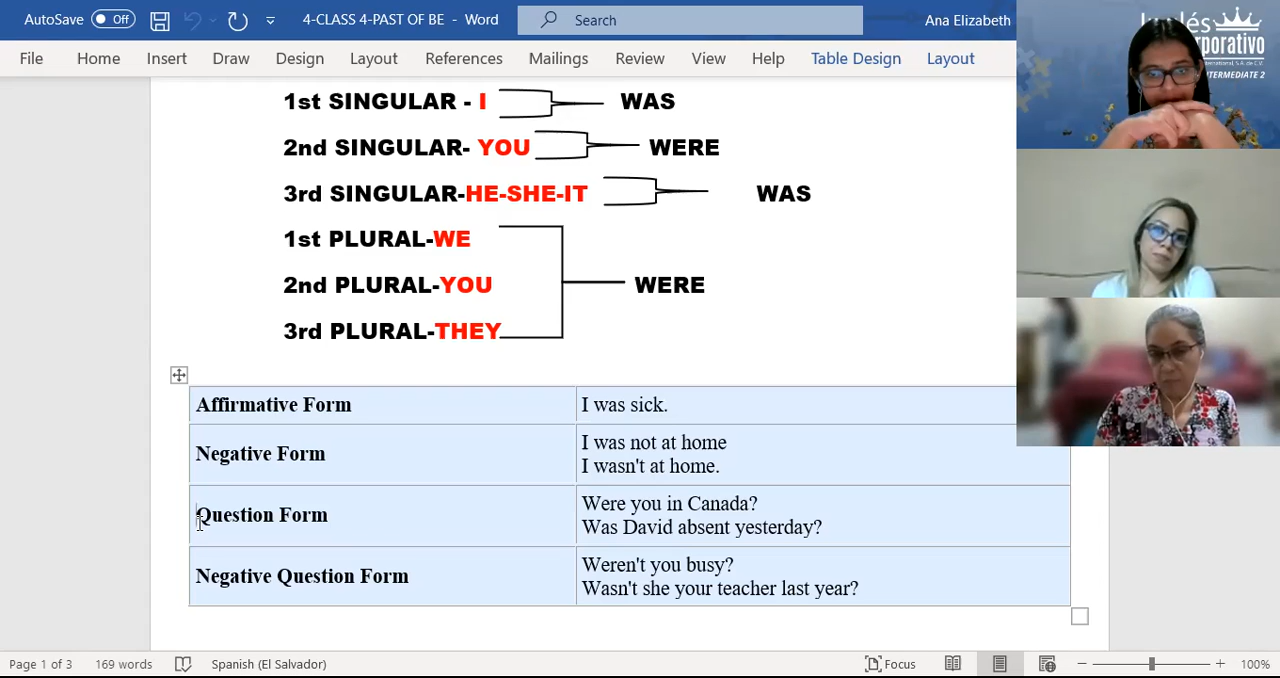 AutoSave Off 4-CLASS 4-PAST OF BE - Word Search Ana Elizabeth
File Home Insert Draw Design Layout References Mailings Review View Help Table Design Layout
1st SINGULAR - I WAS
2nd SINGULAR- YOU WERE
3rd SINGULAR-HE-SHE-IT WAS
1st PLURAL-WE
2nd PLURAL-YOU WERE
3rd PLURAL-THEY
Affirmative Form I was sick.
Negative Form I was not at home
I wasn't at home.
Question Form Were you in Canada?
Was David absent yesterday?
Negative Question Form Weren't you busy?
Wasn't she your teacher last year?
Page 1 of 3 169 words Spanish (El Salvador) Focus 100%
INTERMEDIATE 2